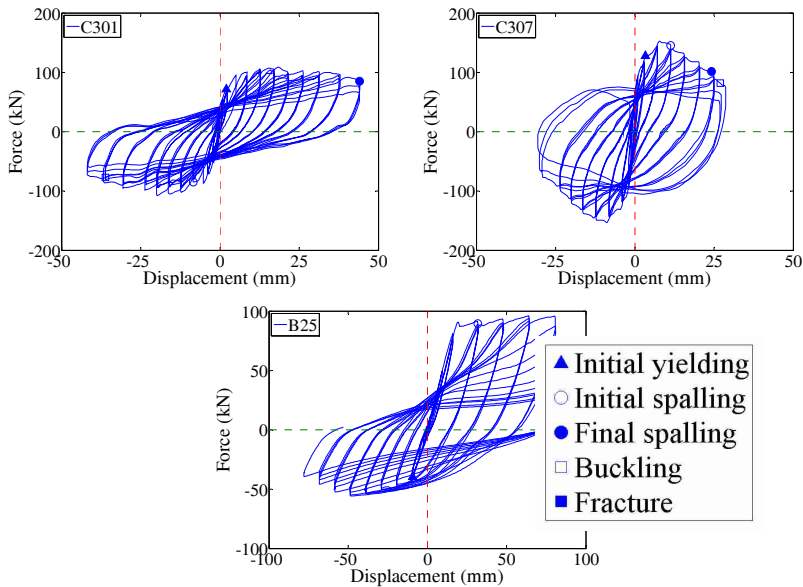 C301
200
100
0
-100
-200
-50
-25
0
25
50
Force (kN)
Displacement (mm)
C307
200
100
0
-100
-200
-50
-25
0
25
50
Force (kN)
Displacement (mm)
B25
100
50
0
-50
-100
-100
-50
0
50
100
Force (kN)
Displacement (mm)
Initial yielding
Initial spalling
Final spalling
Buckling
Fracture